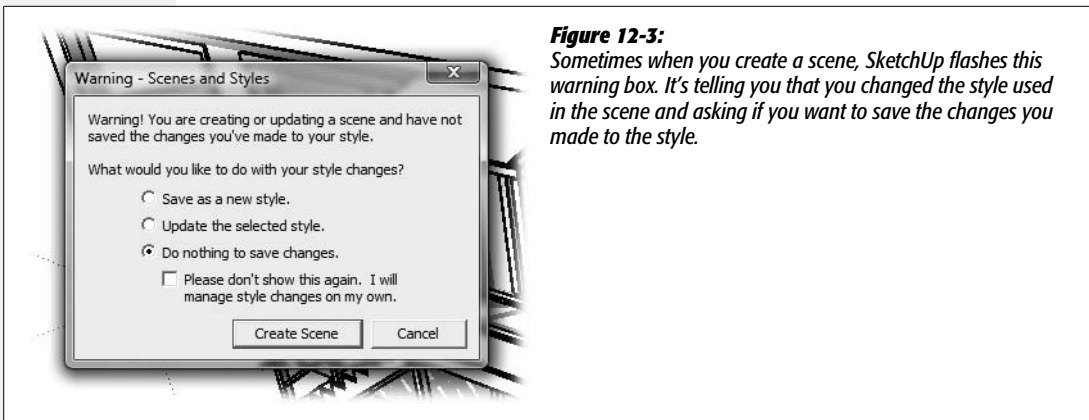 Warning - Scenes and Styles
Warning! You are creating or updating a scene and have not
saved the changes you've made to your style.
What would you like to do with your style changes?
Save as a new style.
Update the selected style.
Do nothing to save changes.
Please don't show this again. I will
manage style changes on my own.
Create Scene
Cancel
Figure 12-3:
Sometimes when you create a scene, SketchUp flashes this
warning box. It's telling you that you changed the style used
in the scene and asking if you want to save the changes you
made to the style.